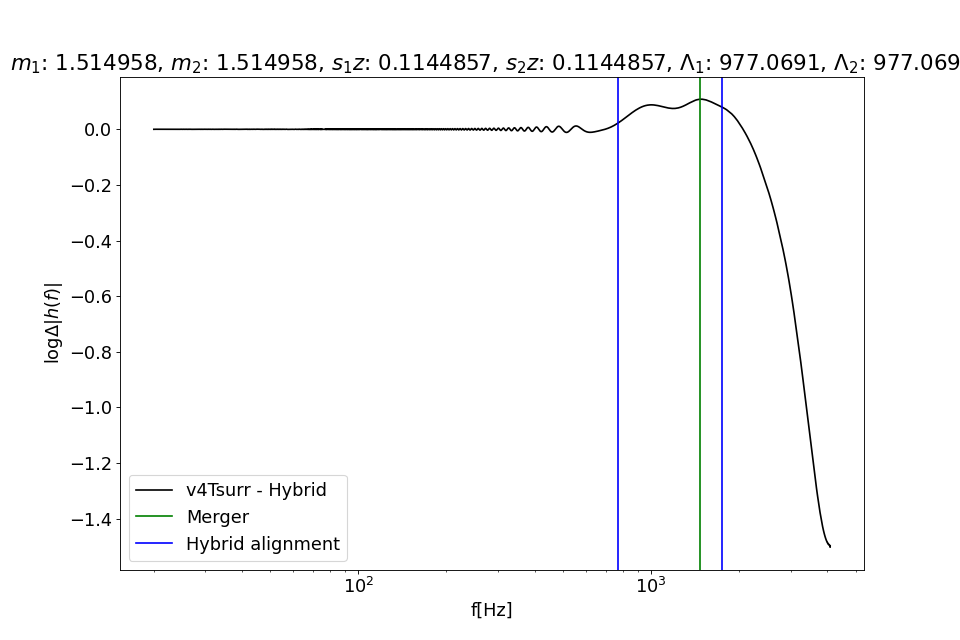 m₁: 1.514958, m₂: 1.514958, s₁z: 0.1144857, s₂z: 0.1144857, Λ₁: 977.0691, Λ₂: 977.069
0.0
−0.2
−0.4
−0.6
−0.8
−1.0
−1.2
−1.4
logΔ|h(f)|
v4Tsurr - Hybrid
Merger
Hybrid alignment
10²
10³
f[Hz]